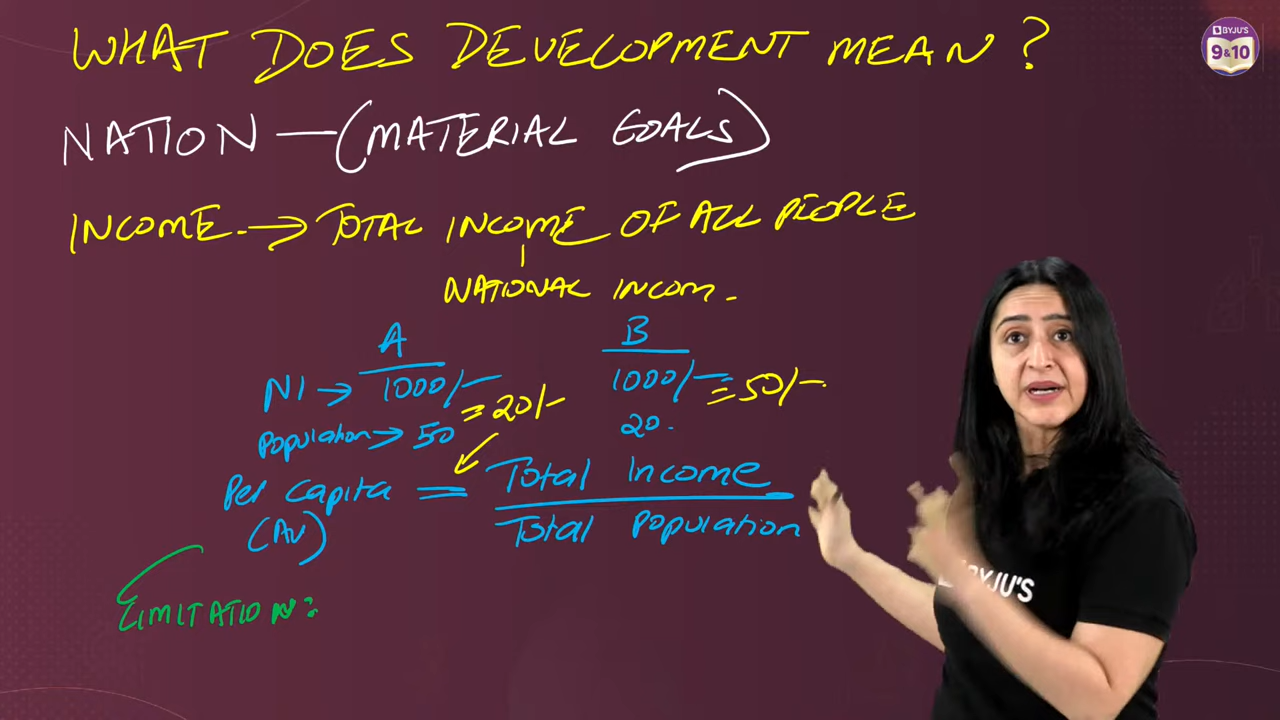 WHAT DOES DEVELOPMENT MEAN ?
BYJU'S
9 & 10
NATION — (MATERIAL GOALS)
INCOME. → TOTAL INCOME OF ALL PEOPLE
NATIONAL INCOM.
A B
NI → 1000/- 1000/- = 50/-
= 20/-
Population → 50 20.
Per capita = Total Income
(AV) Total Population
BYJU'S
LIMITATION: